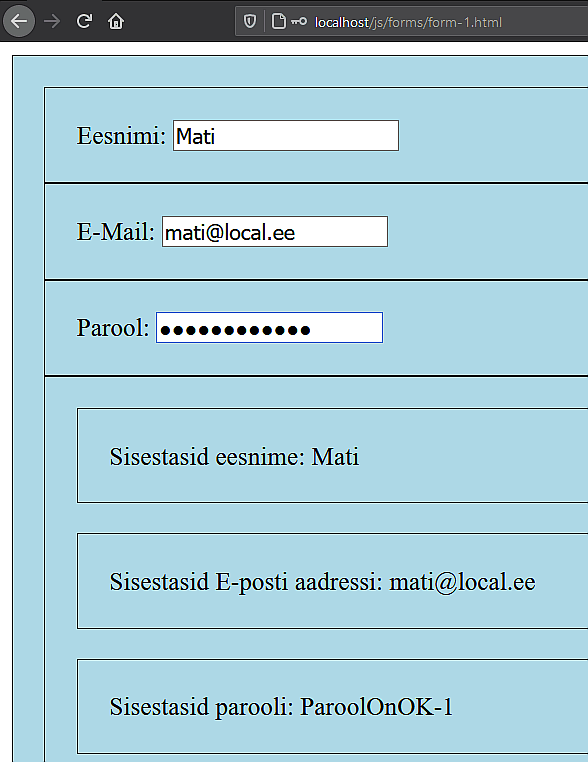 localhost/js/forms/form-1.html
Eesnimi: Mati
E-Mail: mati@local.ee
Parool: ●●●●●●●●●●●●
Sisestasid eesnime: Mati
Sisestasid E-posti aadressi: mati@local.ee
Sisestasid parooli: ParoolOnOK-1